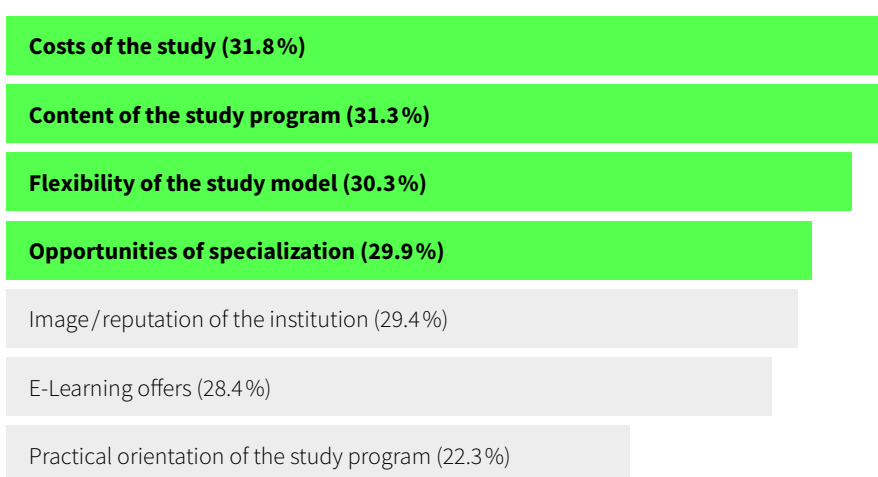 Costs of the study (31.8 %)
Content of the study program (31.3 %)
Flexibility of the study model (30.3 %)
Opportunities of specialization (29.9 %)
Image / reputation of the institution (29.4 %)
E-Learning offers (28.4 %)
Practical orientation of the study program (22.3 %)